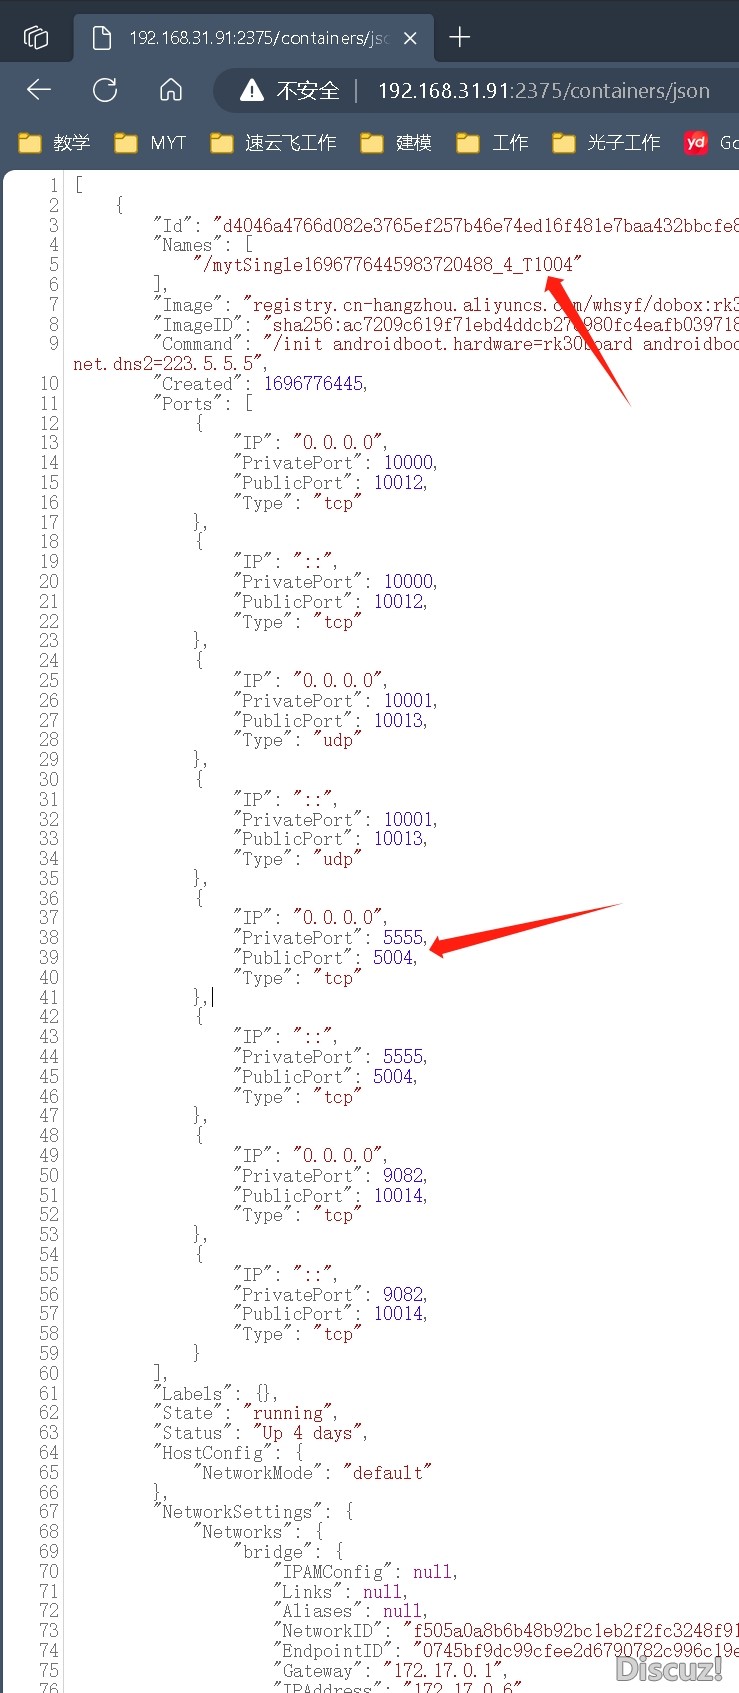 192.168.31.91:2375/containers/jso
不安全 192.168.31.91:2375/containers/json
教学 MYT 速云飞工作 建模 工作 光子工作 yd Go
1 [
2 {
3 "Id": "d4046a4766d082e3765ef257b46e74ed16f481e7baa432bbcfe8
4 "Names": [
5 "/mytSingle1696776445983720488_4_T1004"
6 ],
7 "Image": "registry.cn-hangzhou.aliyuncs.com/whsyf/dobox:rk3
8 "ImageID":
9 "Command": "/init androidboot.hardware=rk30board androidboo
net.dns2=223.5.5.5",
10 "Created": 1696776445,
11 "Ports": [
12 {
13 "IP": "0.0.0.0",
14 "PrivatePort": 10000,
15 "PublicPort": 10012,
16 "Type": "tcp"
17 },
18 {
19 "IP": "::",
20 "PrivatePort": 10000,
21 "PublicPort": 10012,
22 "Type": "tcp"
23 },
24 {
25 "IP": "0.0.0.0",
26 "PrivatePort": 10001,
27 "PublicPort": 10013,
28 "Type": "udp"
29 },
30 {
31 "IP": "::",
32 "PrivatePort": 10001,
33 "PublicPort": 10013,
34 "Type": "udp"
35 },
36 {
37 "IP": "0.0.0.0",
38 "PrivatePort": 5555,
39 "PublicPort": 5004,
40 "Type": "tcp"
41 },
42 {
43 "IP": "::",
44 "PrivatePort": 5555,
45 "PublicPort": 5004,
46 "Type": "tcp"
47 },
48 {
49 "IP": "0.0.0.0",
50 "PrivatePort": 9082,
51 "PublicPort": 10014,
52 "Type": "tcp"
53 },
54 {
55 "IP": "::",
56 "PrivatePort": 9082,
57 "PublicPort": 10014,
58 "Type": "tcp"
59 }
60 ],
61 "Labels": {},
62 "State": "running",
63 "Status": "Up 4 days",
64 "HostConfig": {
65 "NetworkMode": "default"
66 },
67 "NetworkSettings": {
68 "Networks": {
69 "bridge": {
70 "IPAMConfig": null,
71 "Links": null,
72 "Aliases": null,
73 "NetworkID": "f505a0a8b6b48b92bc1eb2f2fc3248f91
74 "EndpointID": "0745bf9dc99cfee2d6790782c996c19e
75 "Gateway": "172.17.0.1",
76 "IPAddress": "172.17.0.6"
Discuz!